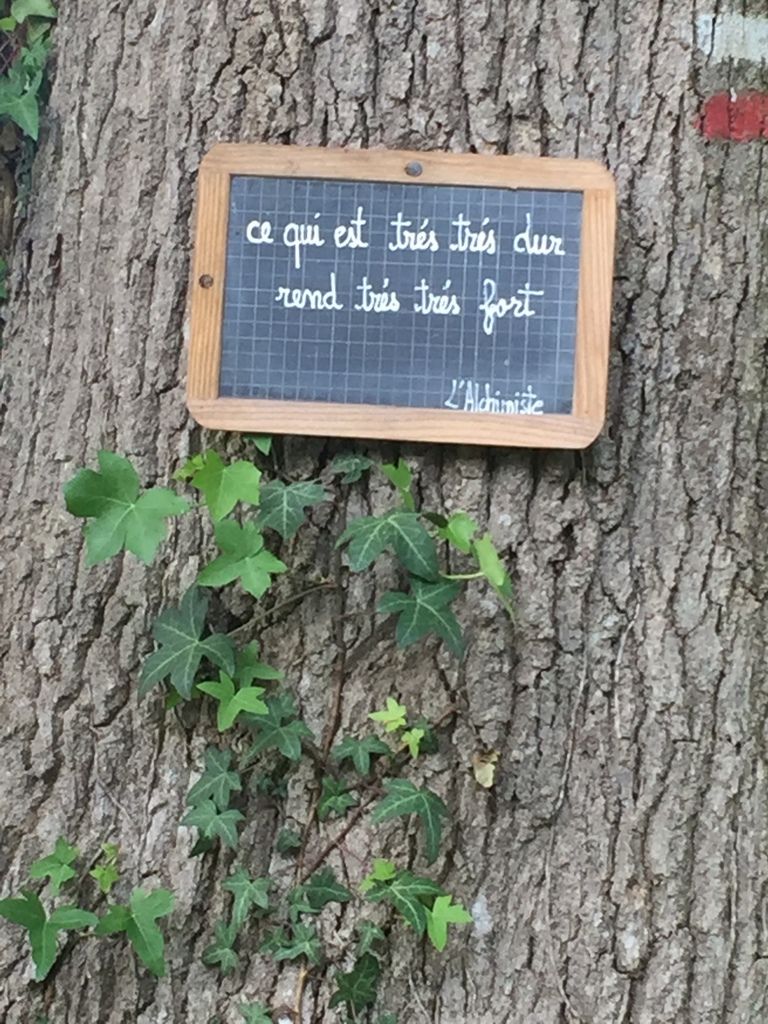 ce qui est trés trés dur
rend trés trés fort
L'Alchimiste